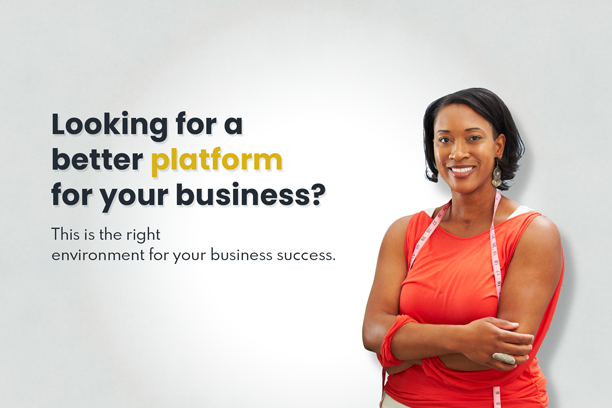 Looking for a
better platform
for your business?
This is the right
environment for your business success.